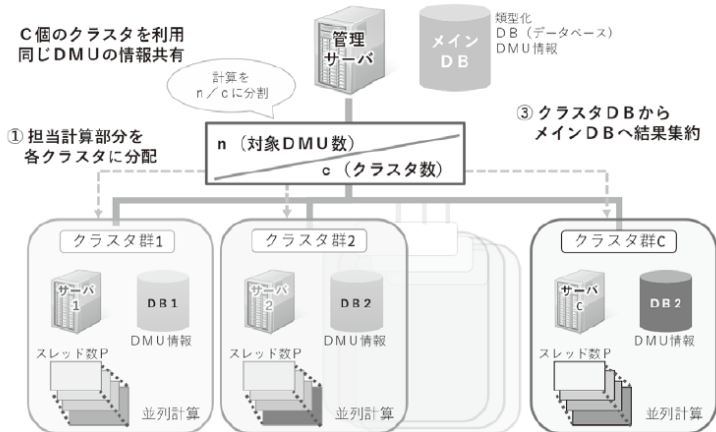 C個のクラスタを利用
同じDMUの情報共有
管理
サーバ
メイン
DB
類型化
DB(データベース)
DMU情報
計算を
n/cに分割
① 担当計算部分を
各クラスタに分配
n(対象DMU数)
c(クラスタ数)
③ クラスタDBから
メインDBへ結果集約
クラスタ群1
サーバ
1
DB1
DMU情報
スレッド数P
並列計算
クラスタ群2
サーバ
2
DB2
DMU情報
スレッド数P
並列計算
クラスタ群C
サーバ
C
DB2
DMU情報
スレッド数P
並列計算